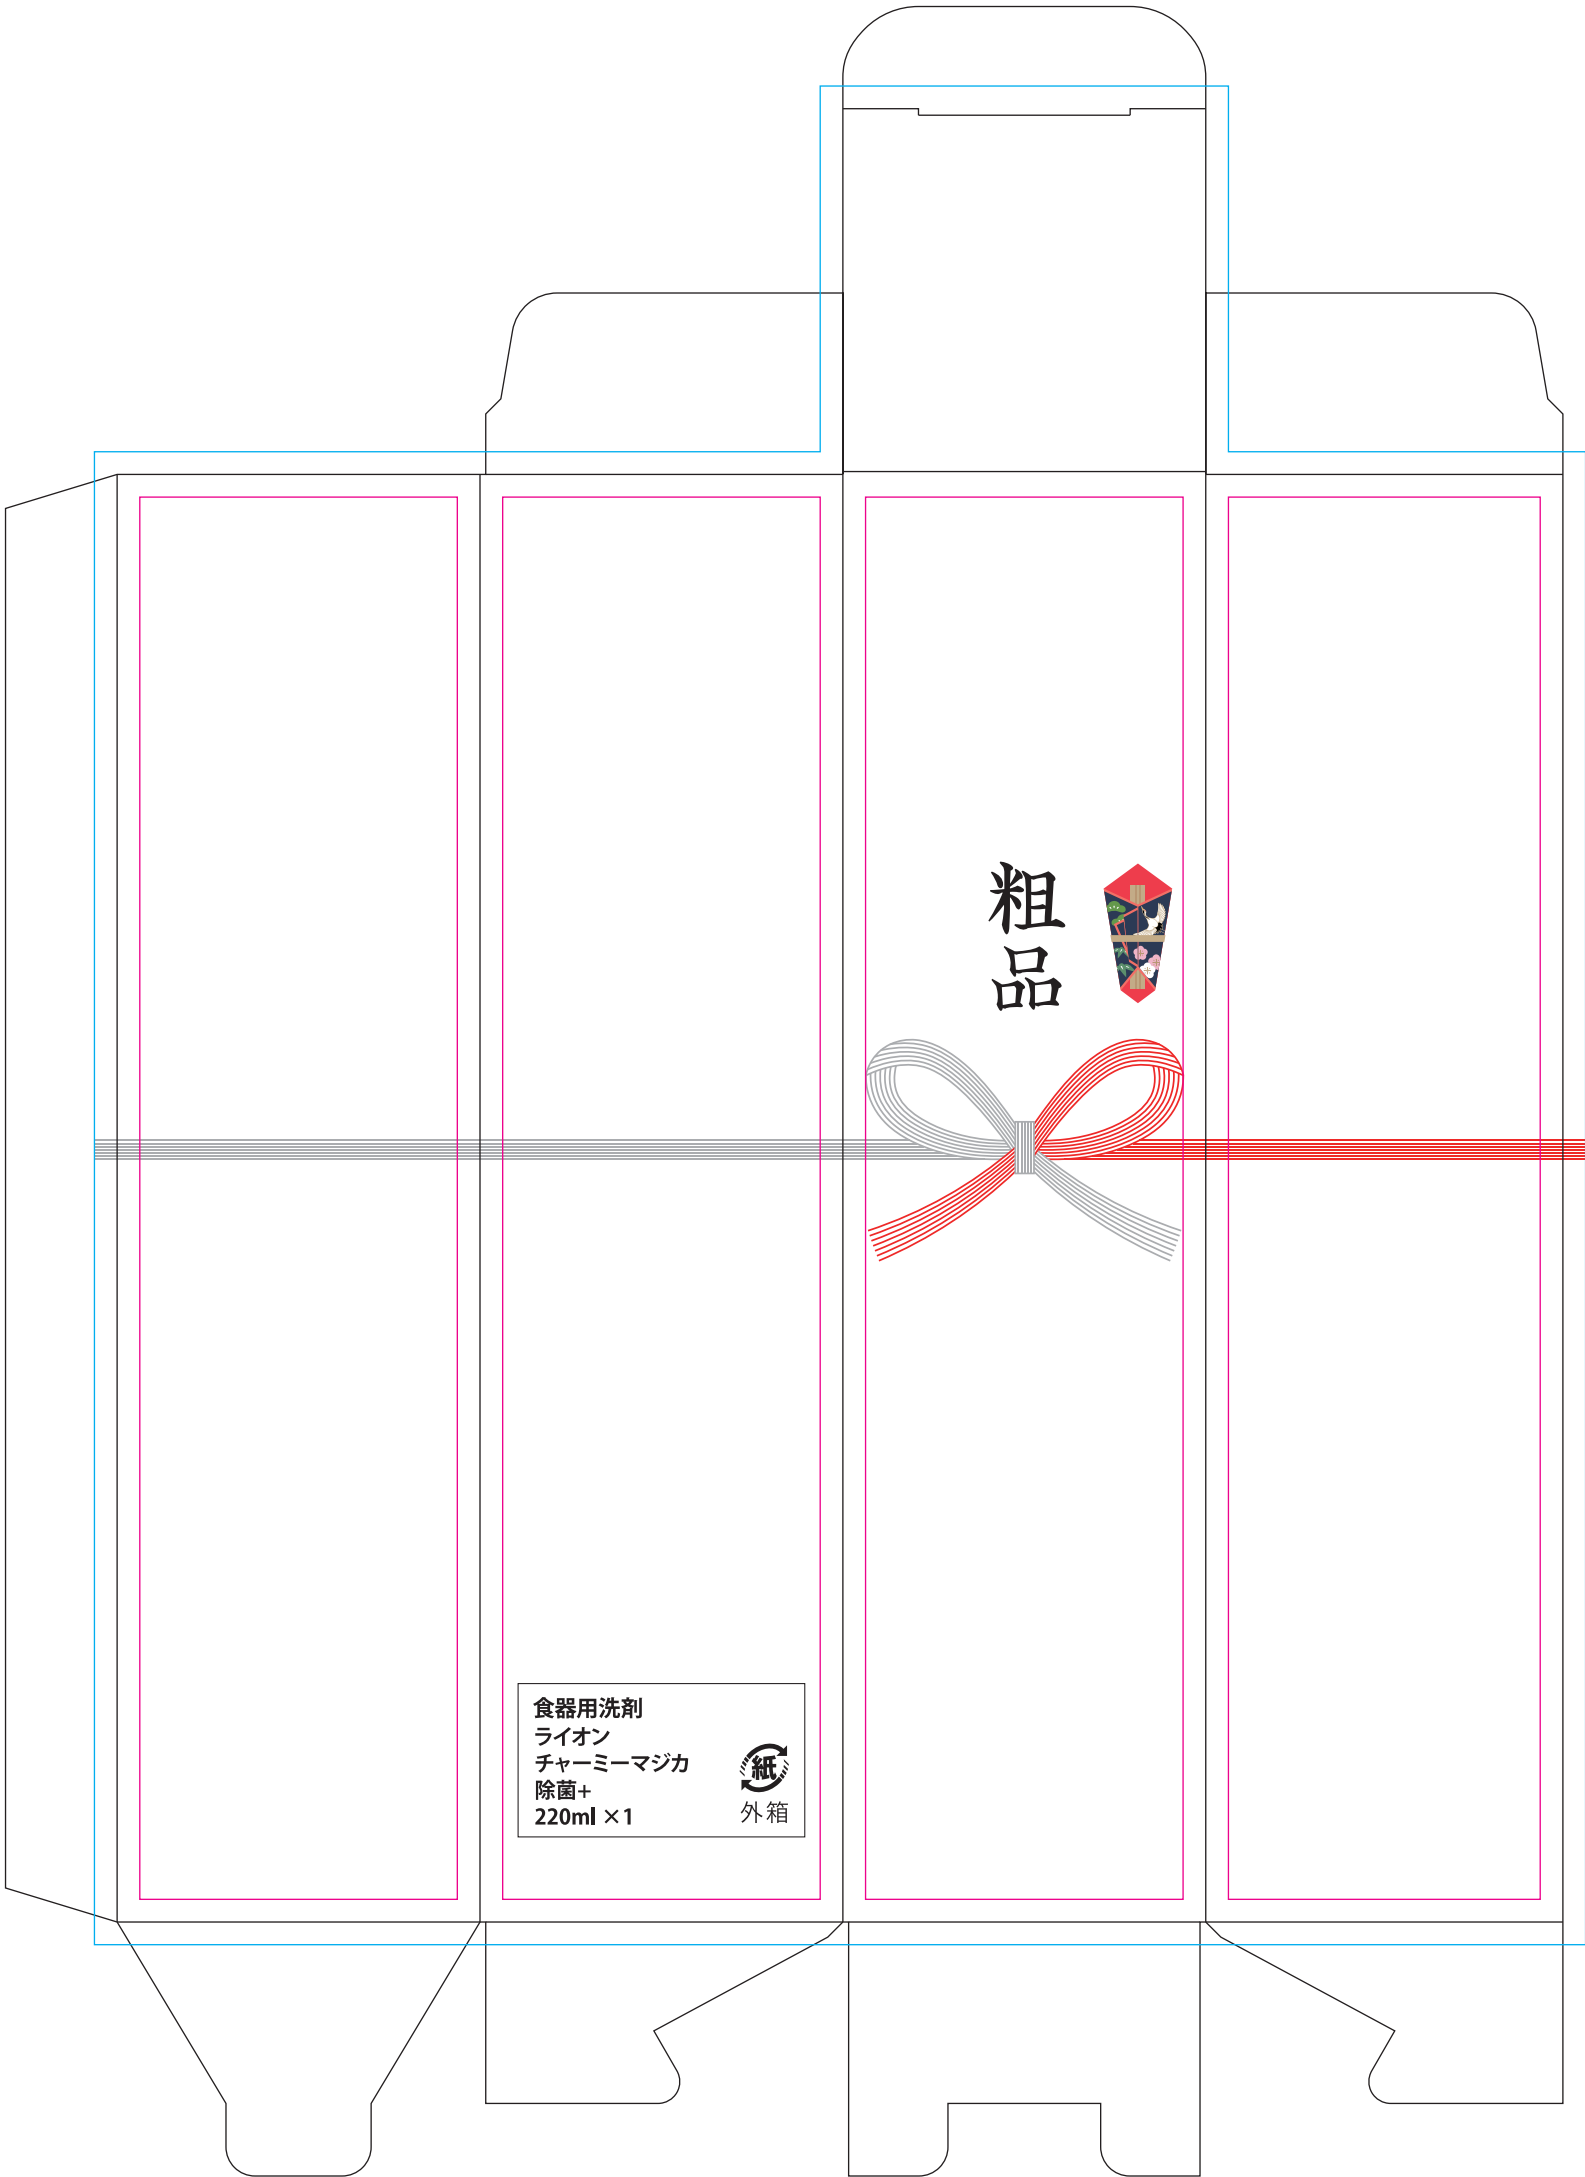 粗品
食器用洗剤
ライオン
チャーミーマジカ
除菌+
220ml ×1
紙
外箱